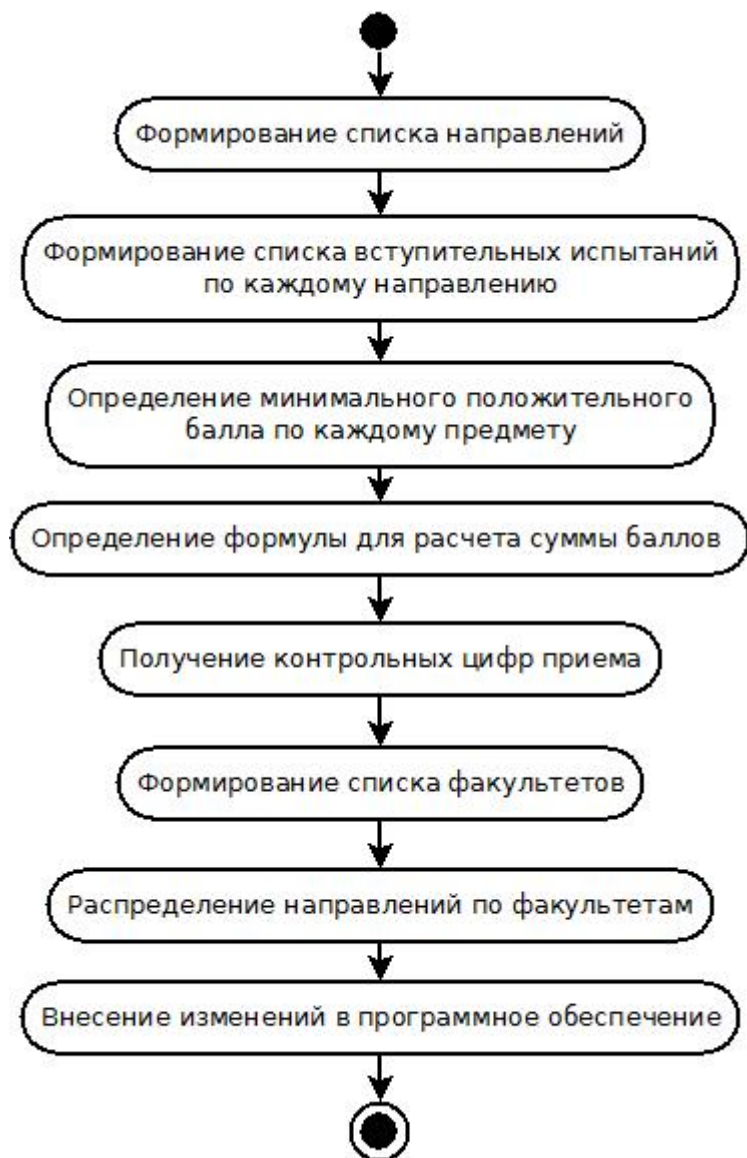 Формирование списка направлений
Формирование списка вступительных испытаний
по каждому направлению
Определение минимального положительного
балла по каждому предмету
Определение формулы для расчета суммы баллов
Получение контрольных цифр приема
Формирование списка факультетов
Распределение направлений по факультетам
Внесение изменений в программное обеспечение